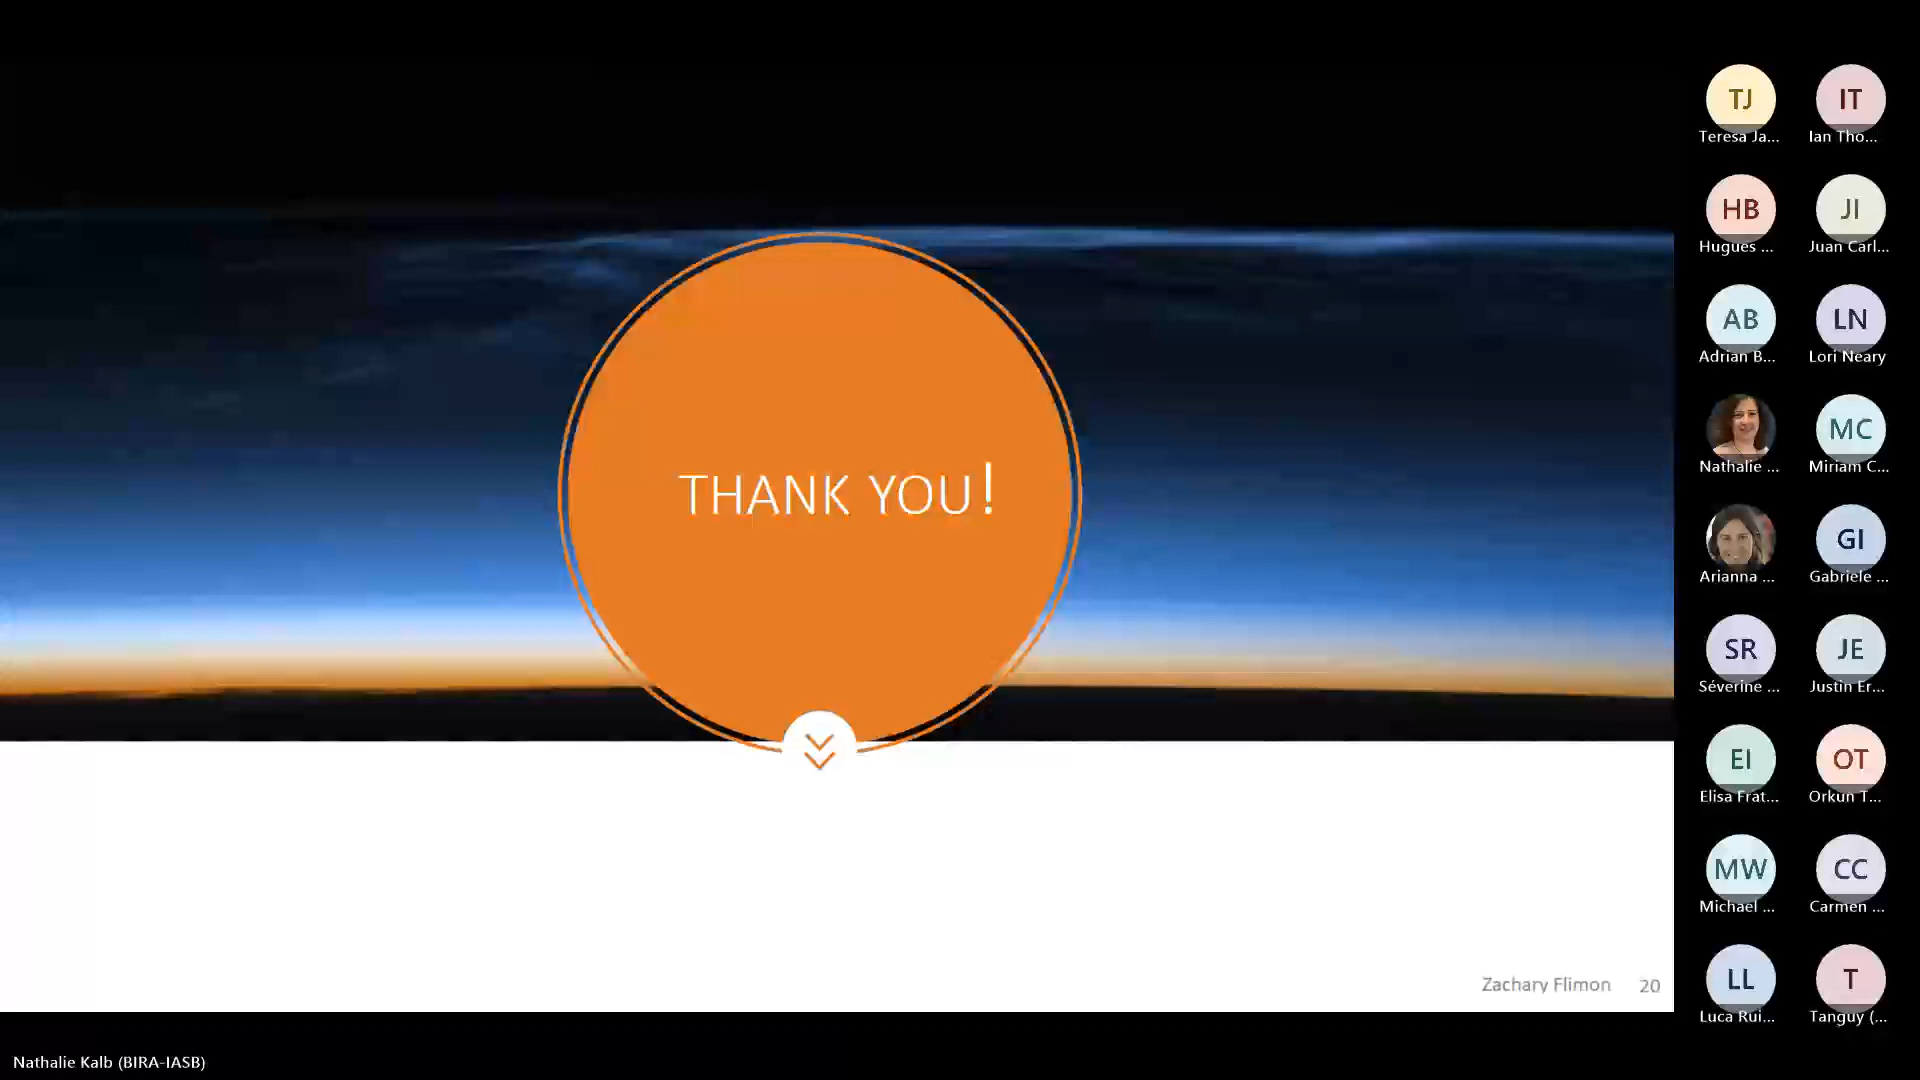 THANK YOU!
Zachary Flimon 20
TJ IT
Teresa Ja... Ian Tho...
HB JI
Hugues ... Juan Carl...
AB LN
Adrian B... Lori Neary
MC
Nathalie ... Miriam C...
GI
Arianna ... Gabriele ...
SR JE
Séverine ... Justin Er...
EI OT
Elisa Frat... Orkun T...
MW CC
Michael ... Carmen ...
LL T
Luca Rui... Tanguy (...
Nathalie Kalb (BIRA-IASB)